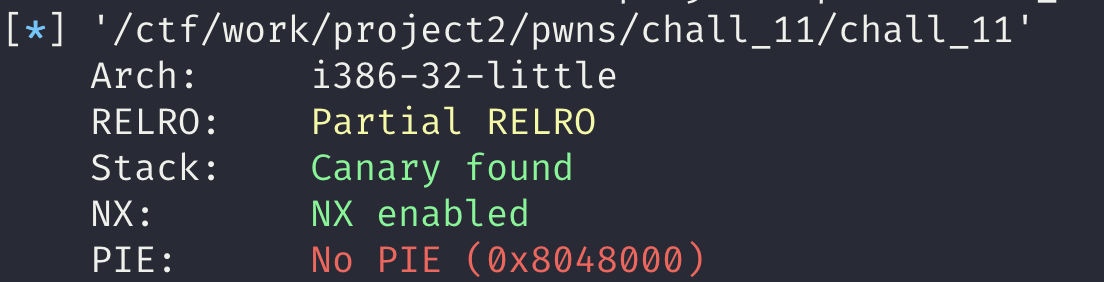 [*] '/ctf/work/project2/pwns/chall_11/chall_11'
Arch: i386-32-little
RELRO: Partial RELRO
Stack: Canary found
NX: NX enabled
PIE: No PIE (0x8048000)